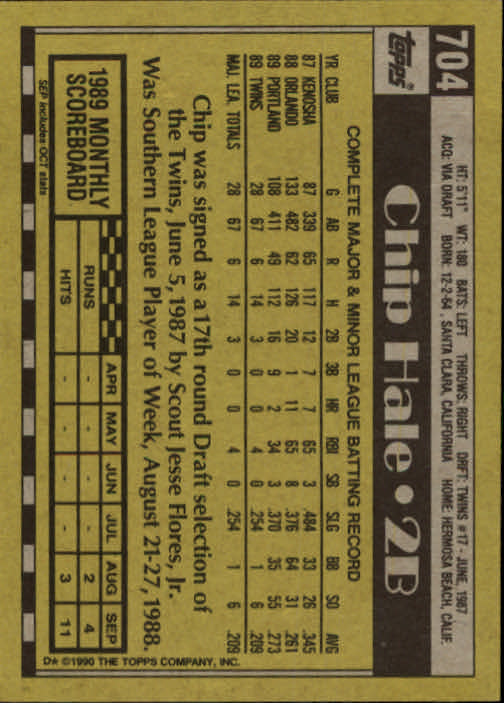 704
topps®
HT: 5'11" WT: 180 BATS: LEFT THROWS: RIGHT DRFT: TWINS #17 - JUNE, 1987
ACQ: VIA DRAFT BORN: 12-2-64, SANTA CLARA, CALIFORNIA HOME: HERMOSA BEACH, CALIF.
Chip Hale • 2B
COMPLETE MAJOR & MINOR LEAGUE BATTING RECORD
YR CLUB G AB R H 2B 3B HR RBI SB SLG BB SO AVG
87 KENOSHA 87 339 65 117 12 7 7 65 3 .484 33 26 .345
88 ORLANDO 133 482 62 126 20 1 11 65 8 .376 64 31 .261
89 PORTLAND 108 411 49 112 16 9 2 34 3 .370 35 55 .273
89 TWINS 28 67 6 14 3 0 0 4 0 .254 1 6 .209
MAJ. LEA. TOTALS 28 67 6 14 3 0 0 4 0 .254 1 6 .209
Chip was signed as a 17th round Draft selection of
the Twins, June 5, 1987 by Scout Jesse Flores, Jr.
Was Southern League Player of Week, August 21-27, 1988.
1989 MONTHLY
SCOREBOARD
SEP includes OCT stats
APR MAY JUN JUL AUG SEP
RUNS - - - - 2 4
HITS - - - - 3 11
D* ©1990 THE TOPPS COMPANY, INC.